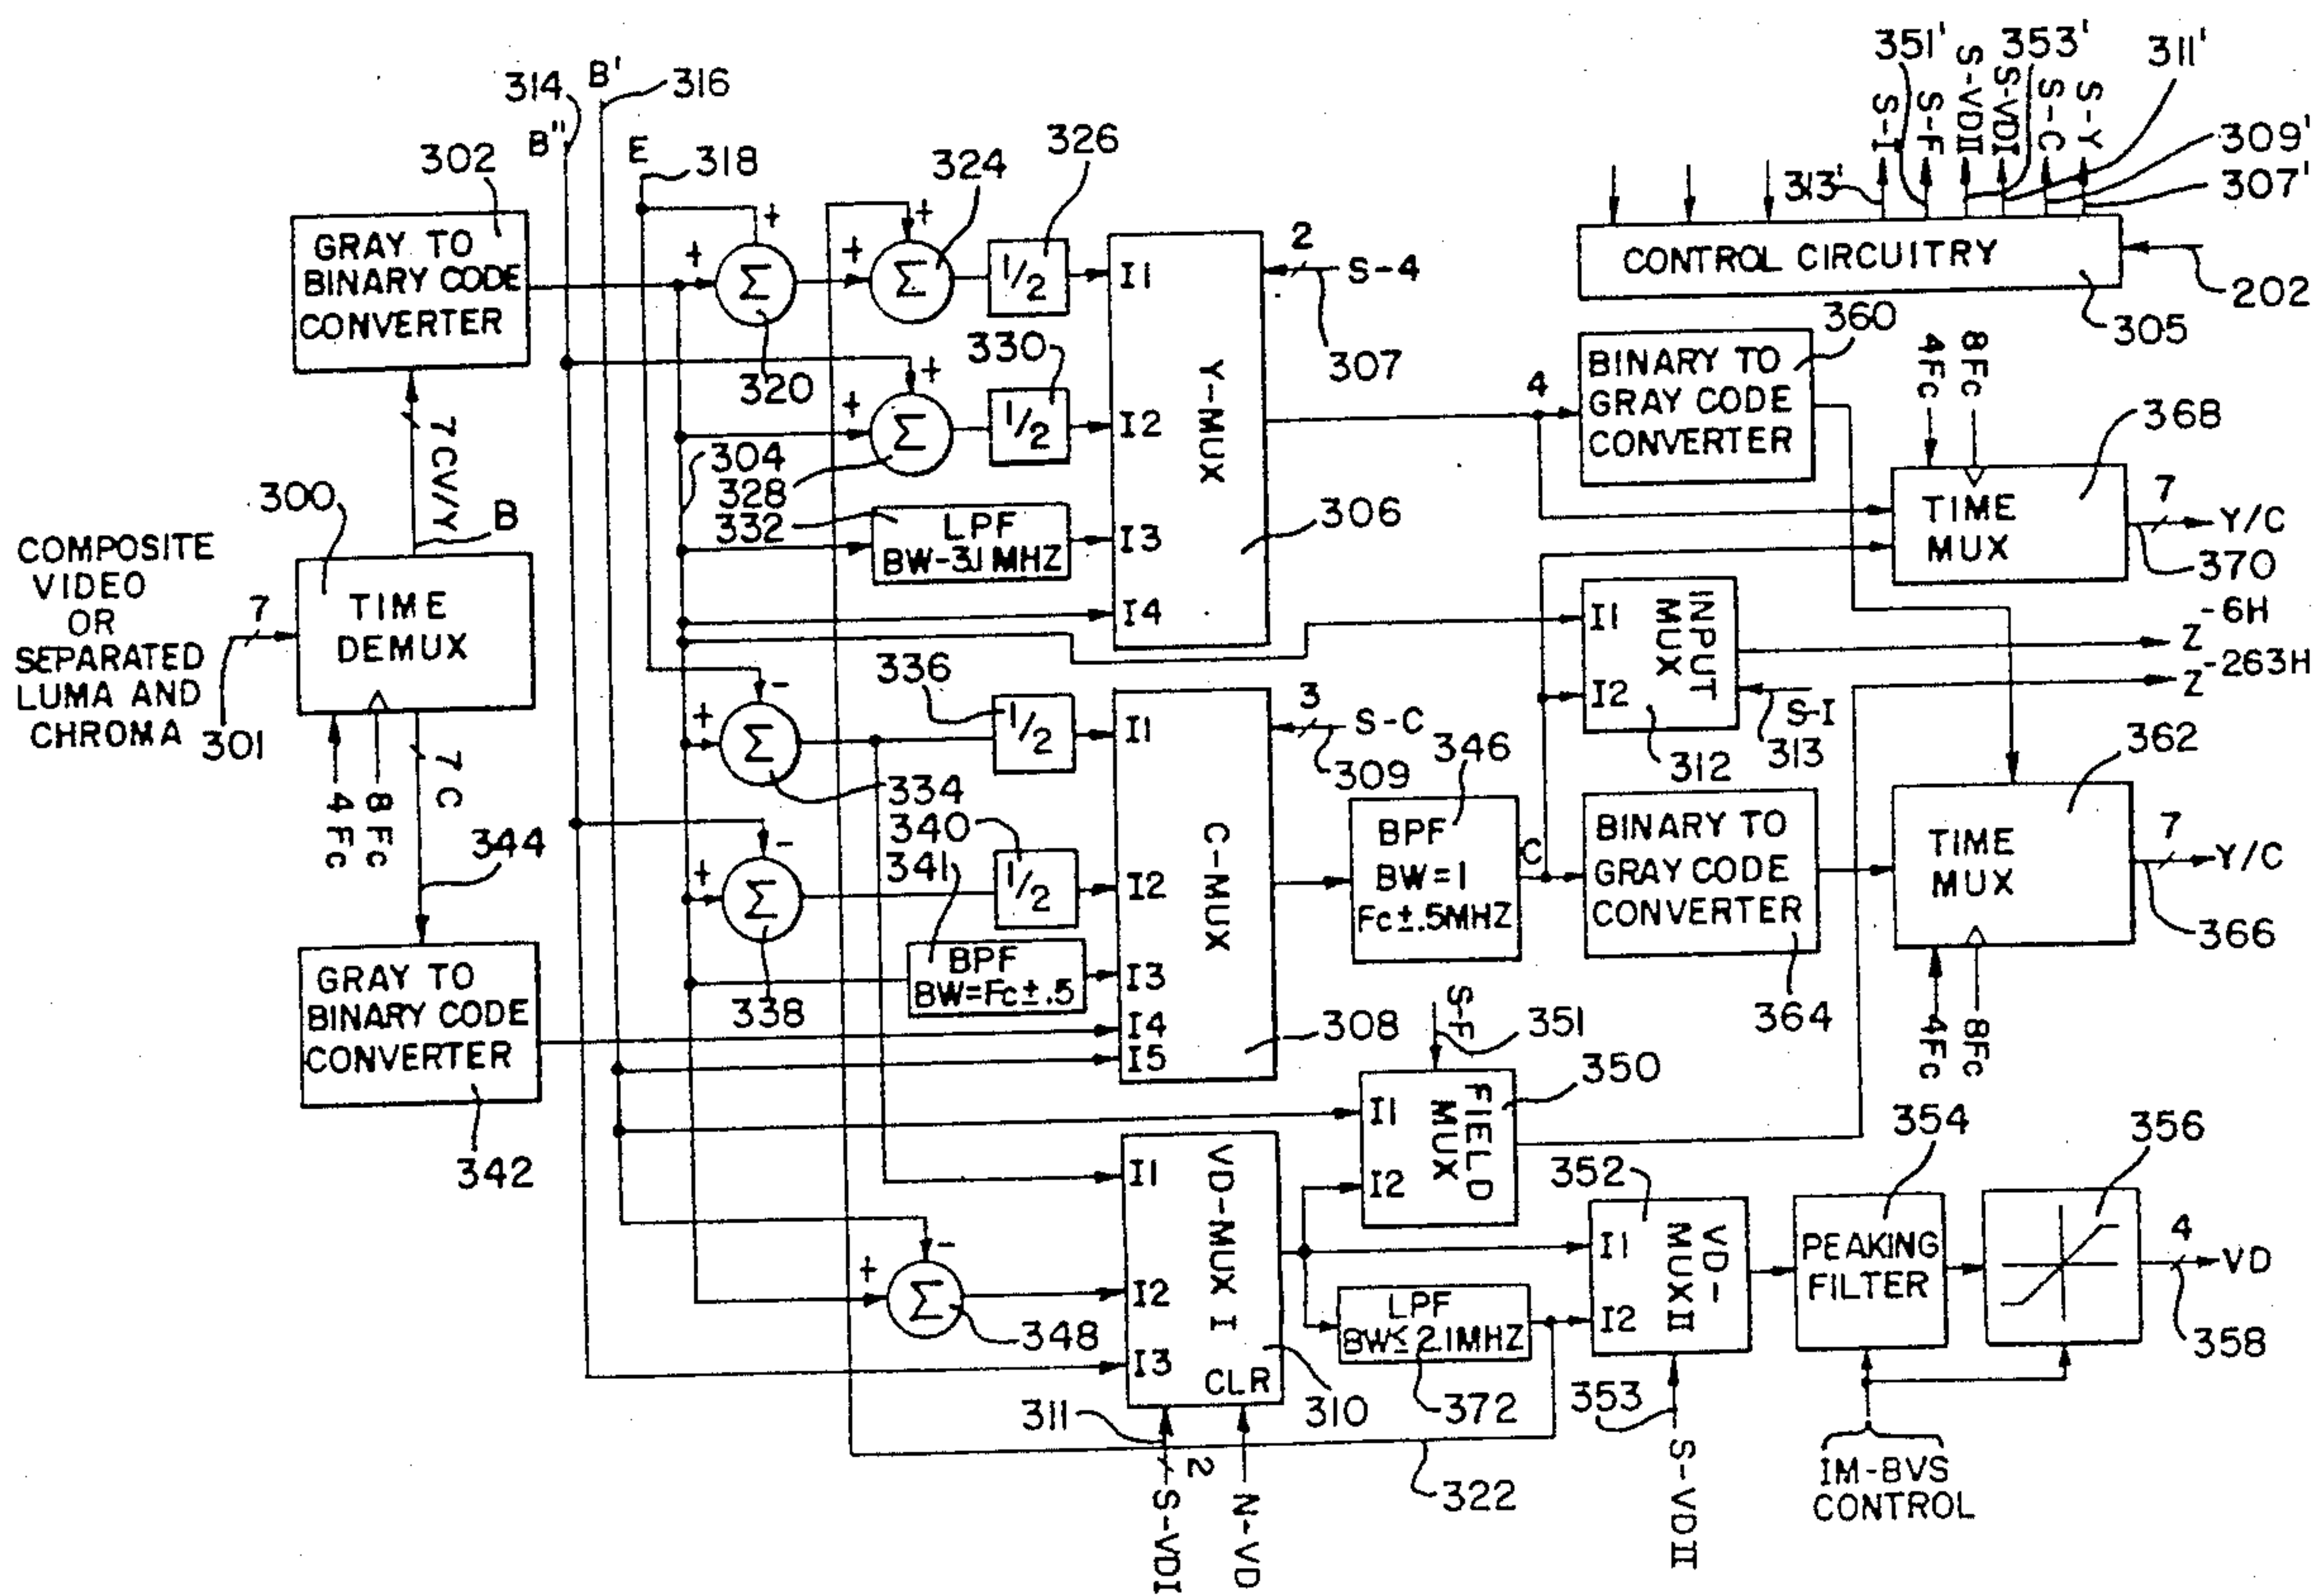 351'
353'
311'
S-I
S-F
S-VDII
S-VDI
S-C
S-Y
313'
309'
307'
CONTROL CIRCUITRY
202
305
314
B"
B'
316
E
318
302
GRAY TO
BINARY CODE
CONVERTER
+
+
Σ
320
+
+
Σ
324
1/2
326
I1
I2
I3
I4
Y-MUX
306
2
S-4
307
+
+
Σ
328
1/2
330
304
332
LPF
BW-3.1 MHZ
7 CV/Y
B
300
TIME
DEMUX
COMPOSITE
VIDEO
OR
SEPARATED
LUMA AND
CHROMA
7
301
4 Fc
8 Fc
7 C
344
GRAY TO
BINARY CODE
CONVERTER
342
-
+
Σ
334
336
1/2
-
+
Σ
338
340
1/2
341
BPF
BW=Fc±.5
I1
I2
I3
I4
I5
C-MUX
308
3
S-C
309
346
BPF
BW=1
Fc±.5MHZ
C
4
360
BINARY TO
GRAY CODE
CONVERTER
4Fc
8Fc
368
TIME
MUX
7
Y/C
370
I1
I2
INPUT
MUX
312
S-I
313
Z-6H
Z-263H
BINARY TO
GRAY CODE
CONVERTER
364
362
TIME
MUX
7
Y/C
366
4Fc
8Fc
S-F
351
350
I1
I2
FIELD
MUX
-
+
Σ
348
I1
I2
I3
VD-MUX I
CLR
310
311
2
S-VDI
N-VD
LPF
BW≤2.1MHZ
372
322
352
I1
I2
VD-
MUXII
353
S-VDII
354
PEAKING
FILTER
356
4
VD
358
IM-BVS
CONTROL